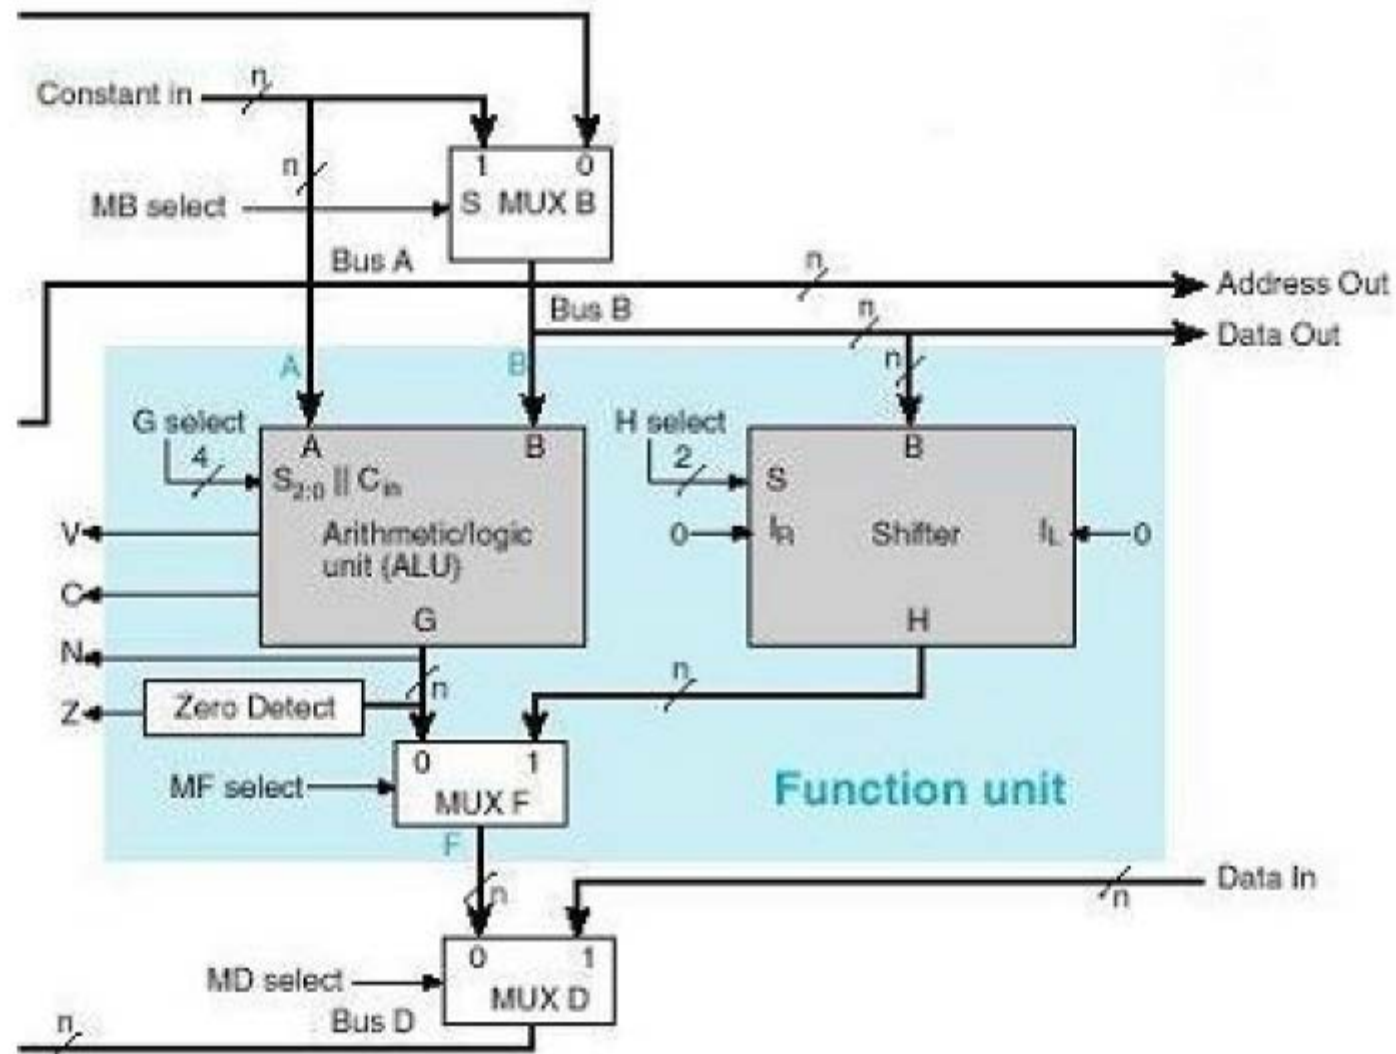 n
Constant in
n
1 0
MB select
S MUX B
Bus A
n
Address Out
Bus B
n
Data Out
A
B
n
G select
H select
A
B
B
4
2
S2:0 || Cin
S
V
Arithmetic/logic
unit (ALU)
0
IR
Shifter
IL
0
C
G
H
N
n
n
Z
Zero Detect
0 1
MF select
MUX F
Function unit
F
n
Data In
n
0 1
MD select
MUX D
Bus D
n